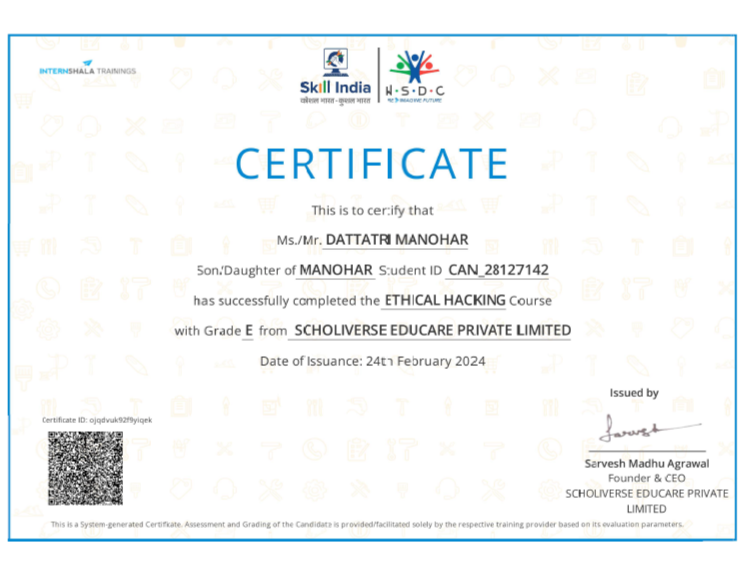 INTERNSHALA TRAININGS
Skill India
कौशल भारत - कुशल भारत
N·S·D·C
RE IMAGINE FUTURE
CERTIFICATE
This is to certify that
Ms./Mr. DATTATRI MANOHAR
Son/Daughter of MANOHAR Student ID CAN_28127142
has successfully completed the ETHICAL HACKING Course
with Grade E from SCHOLIVERSE EDUCARE PRIVATE LIMITED
Date of Issuance: 24th February 2024
Issued by
Certificate ID: ojqdvuk92f9yiqek
Sarvesh
Sarvesh Madhu Agrawal
Founder & CEO
SCHOLIVERSE EDUCARE PRIVATE
LIMITED
This is a System-generated Certificate. Assessment and Grading of the Candidate is provided/facilitated solely by the respective training provider based on its evaluation parameters.